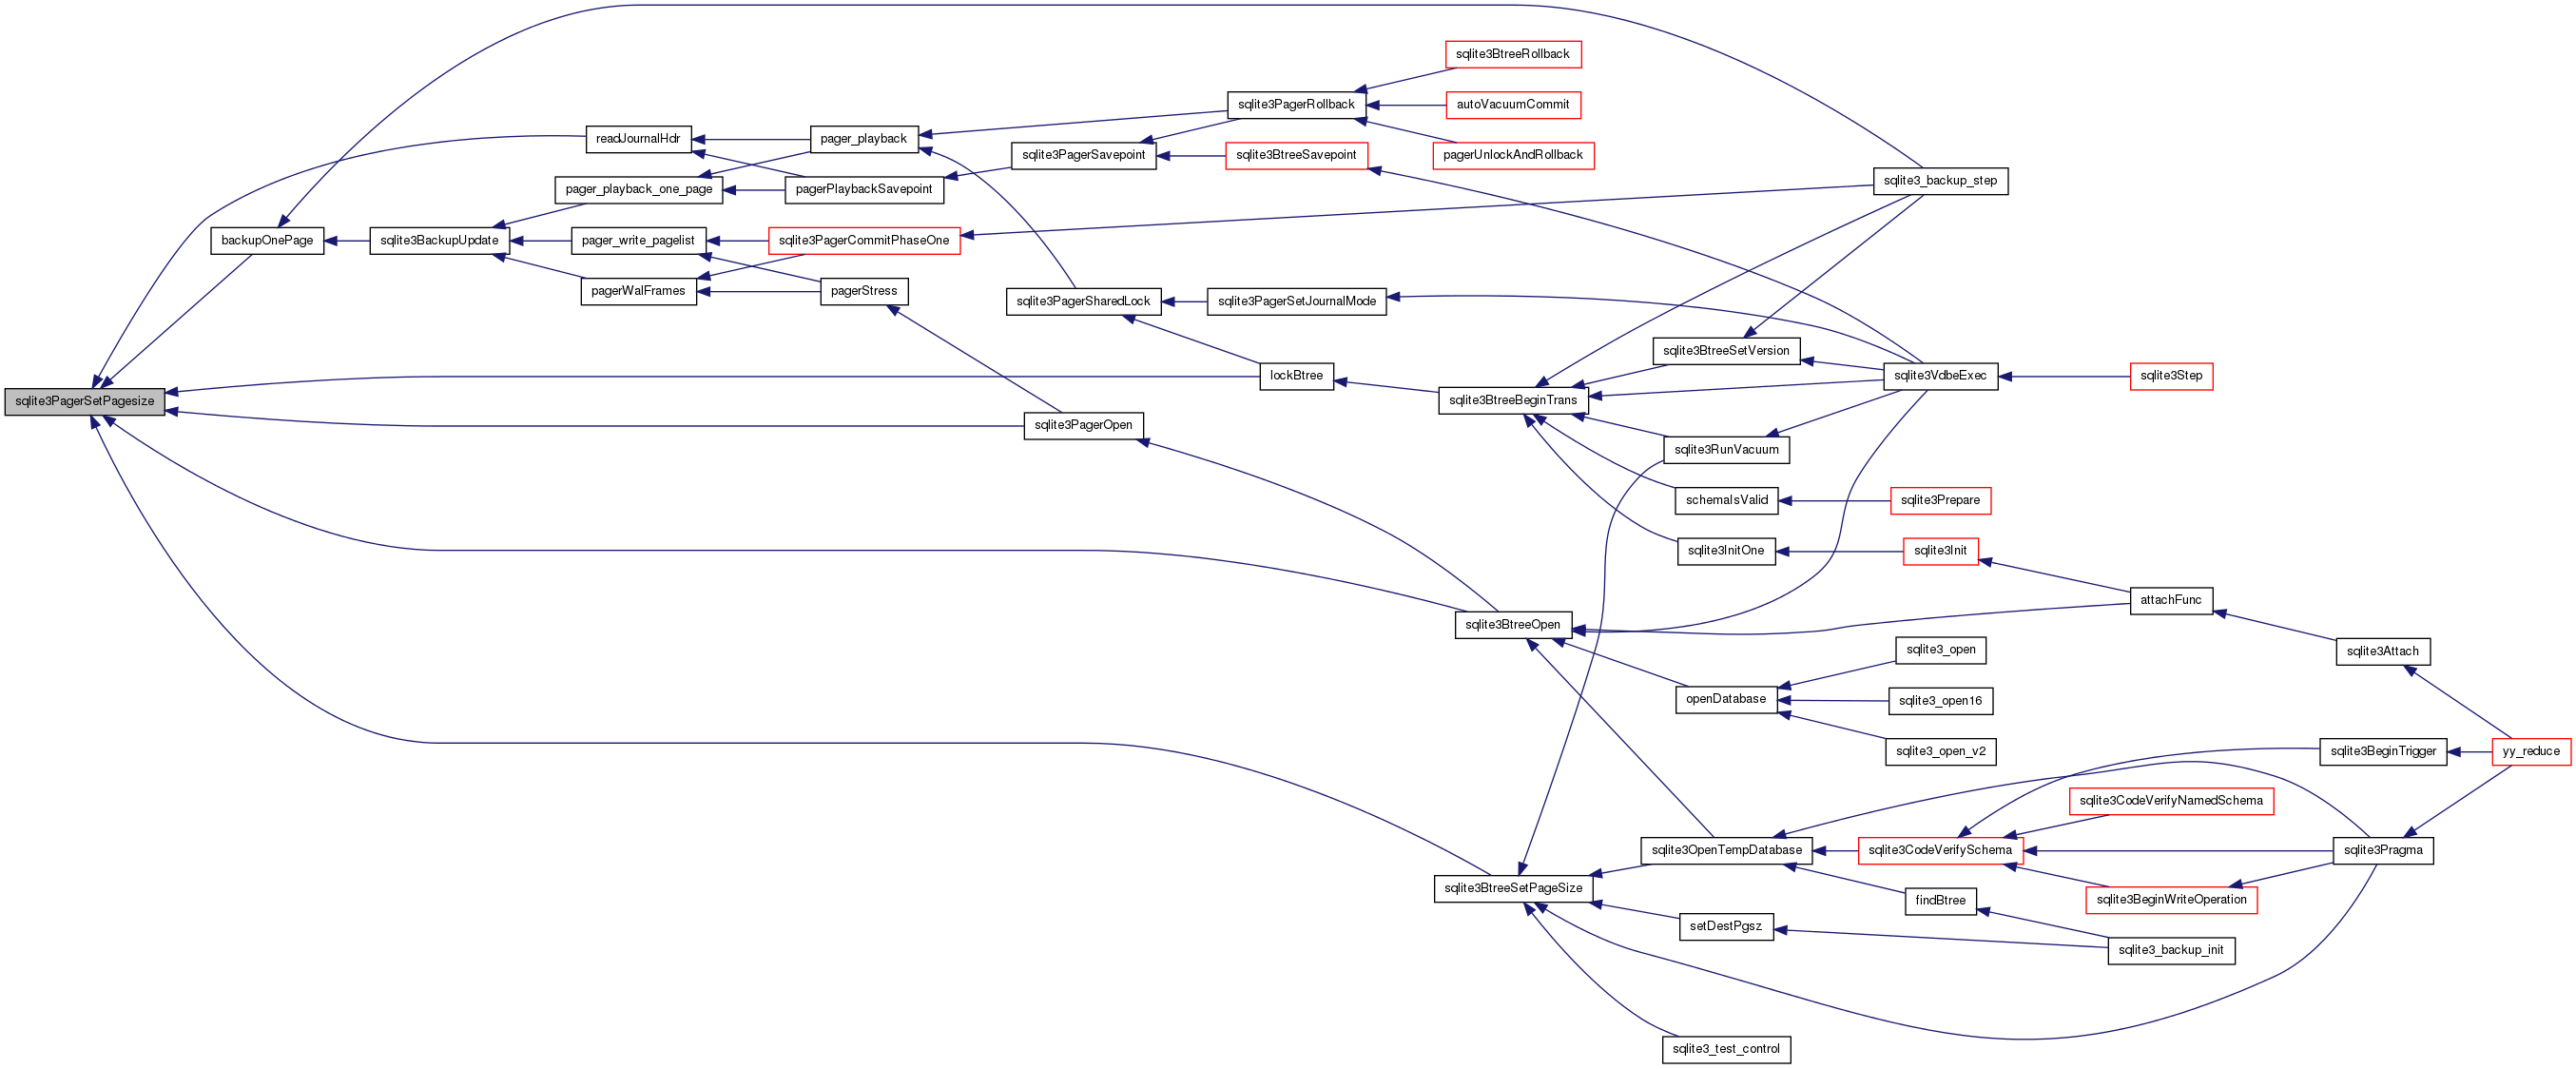 sqlite3BtreeRollback
sqlite3PagerRollback
autoVacuumCommit
readJournalHdr
pager_playback
sqlite3PagerSavepoint
sqlite3BtreeSavepoint
pagerUnlockAndRollback
pager_playback_one_page
pagerPlaybackSavepoint
sqlite3_backup_step
backupOnePage
sqlite3BackupUpdate
pager_write_pagelist
sqlite3PagerCommitPhaseOne
pagerWalFrames
pagerStress
sqlite3PagerSharedLock
sqlite3PagerSetJournalMode
sqlite3BtreeSetVersion
lockBtree
sqlite3VdbeExec
sqlite3Step
sqlite3PagerSetPagesize
sqlite3BtreeBeginTrans
sqlite3PagerOpen
sqlite3RunVacuum
schemaIsValid
sqlite3Prepare
sqlite3InitOne
sqlite3Init
attachFunc
sqlite3BtreeOpen
sqlite3_open
sqlite3Attach
openDatabase
sqlite3_open16
sqlite3_open_v2
sqlite3BeginTrigger
yy_reduce
sqlite3CodeVerifyNamedSchema
sqlite3OpenTempDatabase
sqlite3CodeVerifySchema
sqlite3Pragma
sqlite3BtreeSetPageSize
findBtree
sqlite3BeginWriteOperation
setDestPgsz
sqlite3_backup_init
sqlite3_test_control